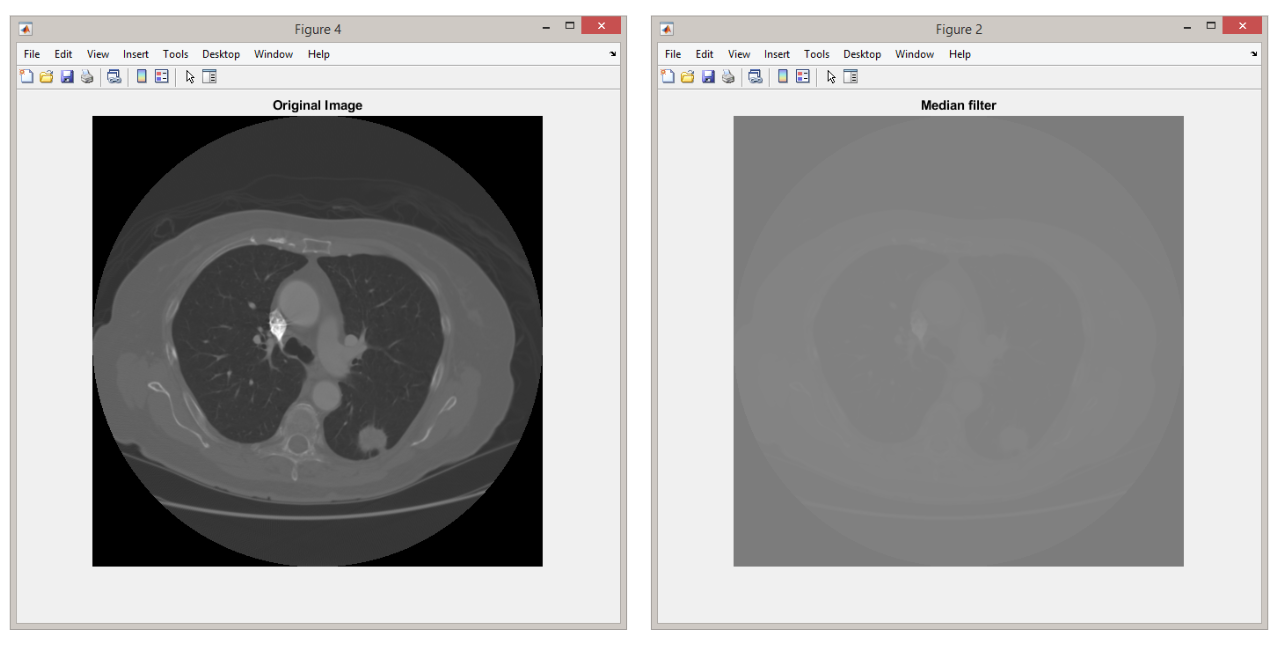 Figure 4
File Edit View Insert Tools Desktop Window Help
Original Image
Figure 2
File Edit View Insert Tools Desktop Window Help
Median filter